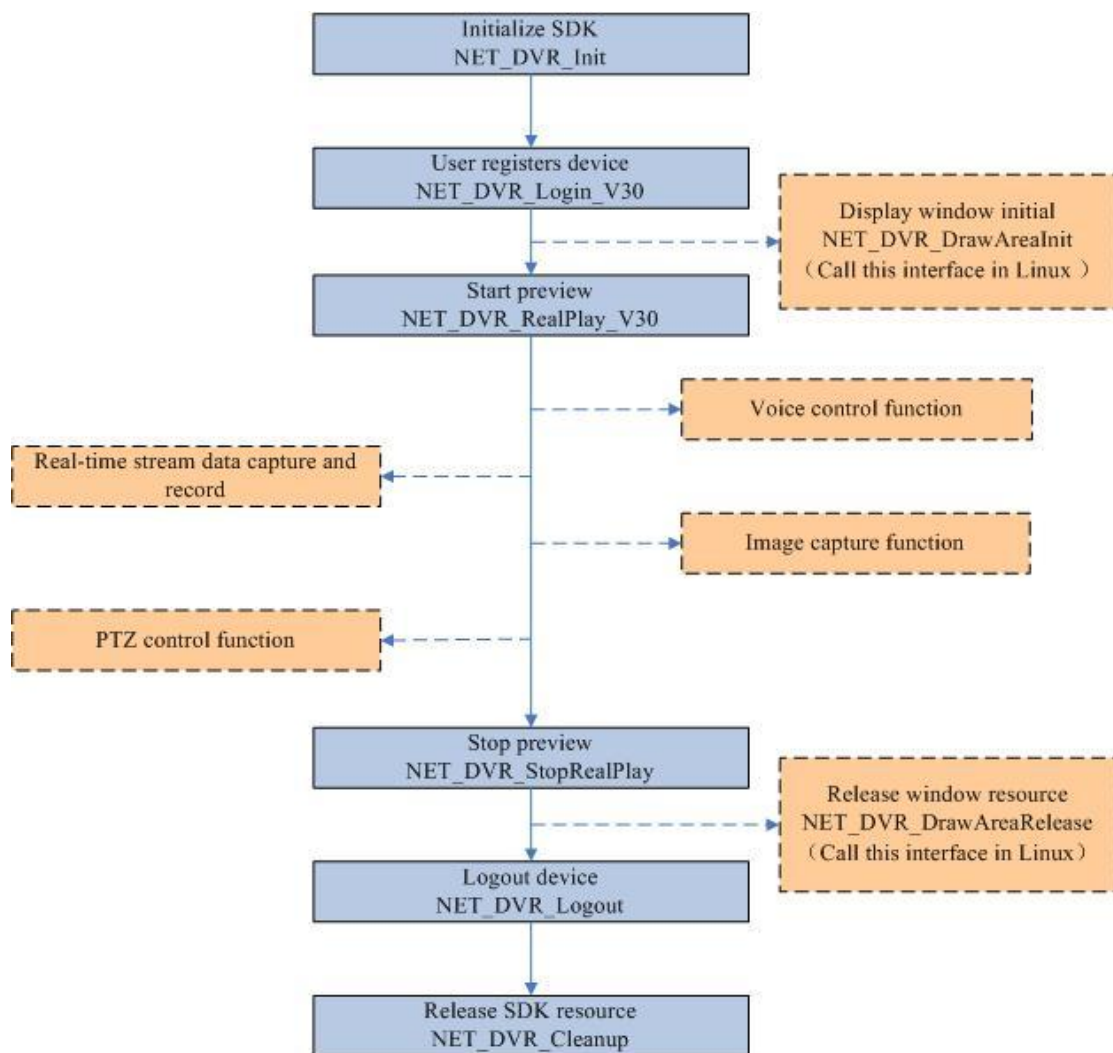 Initialize SDK
NET_DVR_Init
User registers device
NET_DVR_Login_V30
Display window initial
NET_DVR_DrawAreaInit
（Call this interface in Linux ）
Start preview
NET_DVR_RealPlay_V30
Voice control function
Real-time stream data capture and
record
Image capture function
PTZ control function
Stop preview
NET_DVR_StopRealPlay
Release window resource
NET_DVR_DrawAreaRelease
（Call this interface in Linux）
Logout device
NET_DVR_Logout
Release SDK resource
NET_DVR_Cleanup